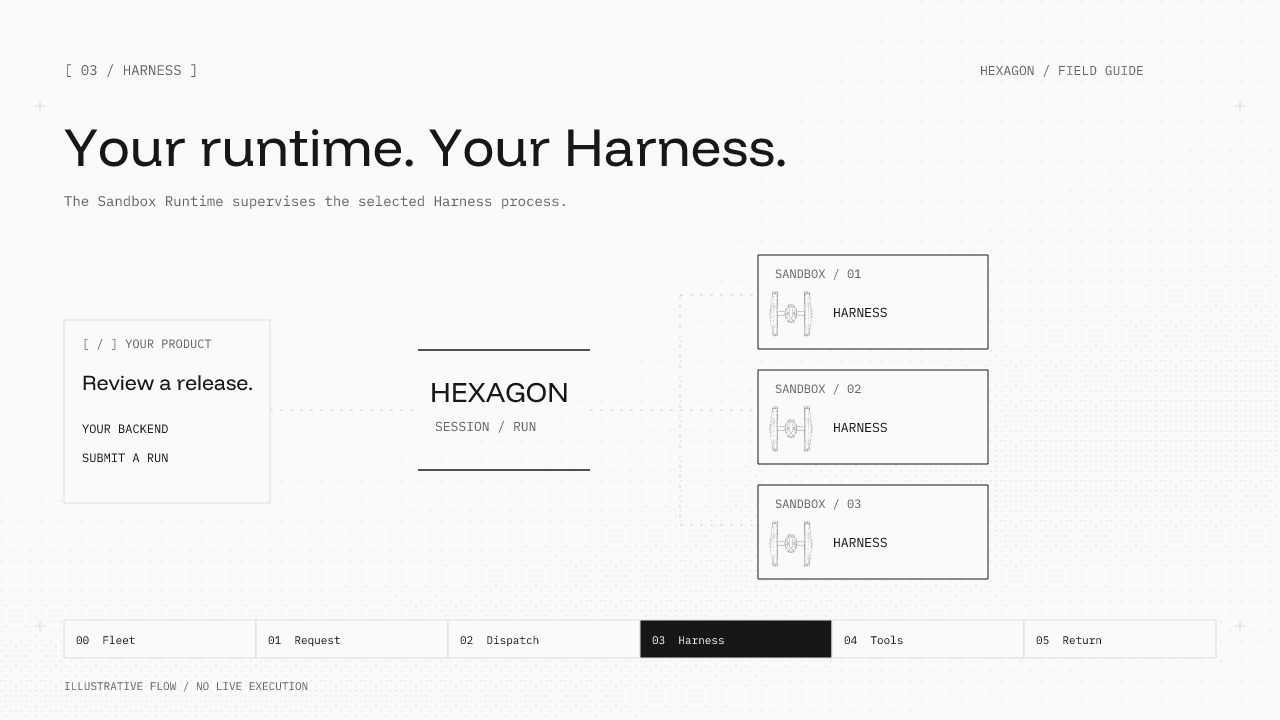 [ 03 / HARNESS ]
HEXAGON / FIELD GUIDE
Your runtime. Your Harness.
The Sandbox Runtime supervises the selected Harness process.
[ / ] YOUR PRODUCT
Review a release.
YOUR BACKEND
SUBMIT A RUN
HEXAGON
SESSION / RUN
SANDBOX / 01
HARNESS
SANDBOX / 02
HARNESS
SANDBOX / 03
HARNESS
00 Fleet
01 Request
02 Dispatch
03 Harness
04 Tools
05 Return
ILLUSTRATIVE FLOW / NO LIVE EXECUTION